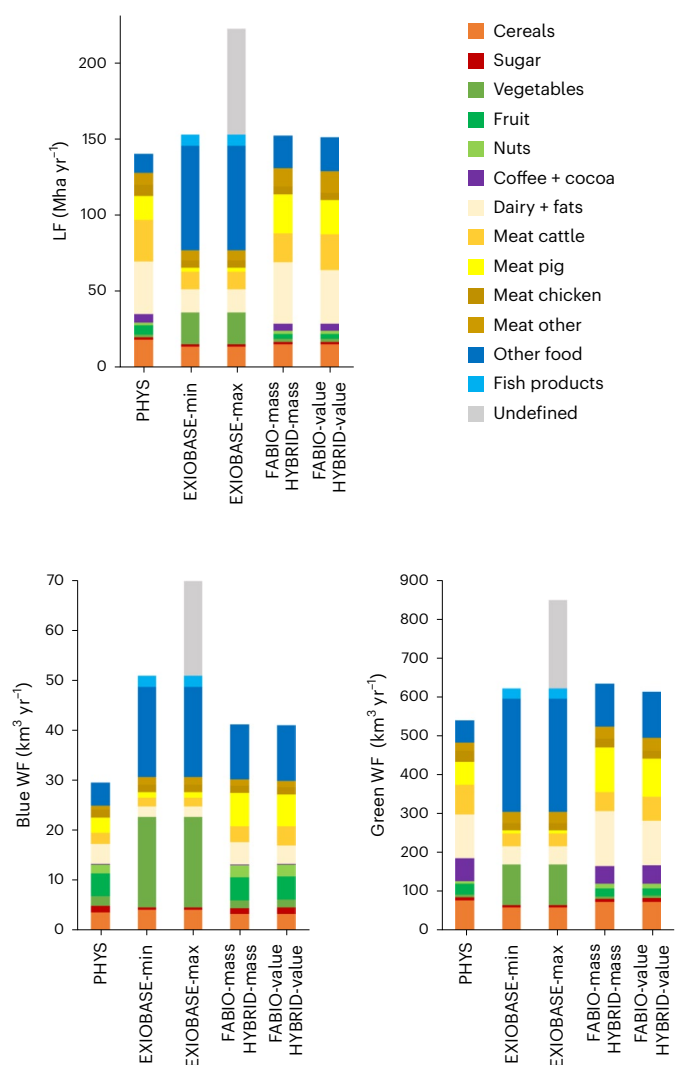 LF (Mha yr⁻¹)
200
150
100
50
0
PHYS
EXIOBASE-min
EXIOBASE-max
FABIO-mass
HYBRID-mass
FABIO-value
HYBRID-value
Cereals
Sugar
Vegetables
Fruit
Nuts
Coffee + cocoa
Dairy + fats
Meat cattle
Meat pig
Meat chicken
Meat other
Other food
Fish products
Undefined
Blue WF (km³ yr⁻¹)
70
60
50
40
30
20
10
0
PHYS
EXIOBASE-min
EXIOBASE-max
FABIO-mass
HYBRID-mass
FABIO-value
HYBRID-value
Green WF (km³ yr⁻¹)
900
800
700
600
500
400
300
200
100
0
PHYS
EXIOBASE-min
EXIOBASE-max
FABIO-mass
HYBRID-mass
FABIO-value
HYBRID-value